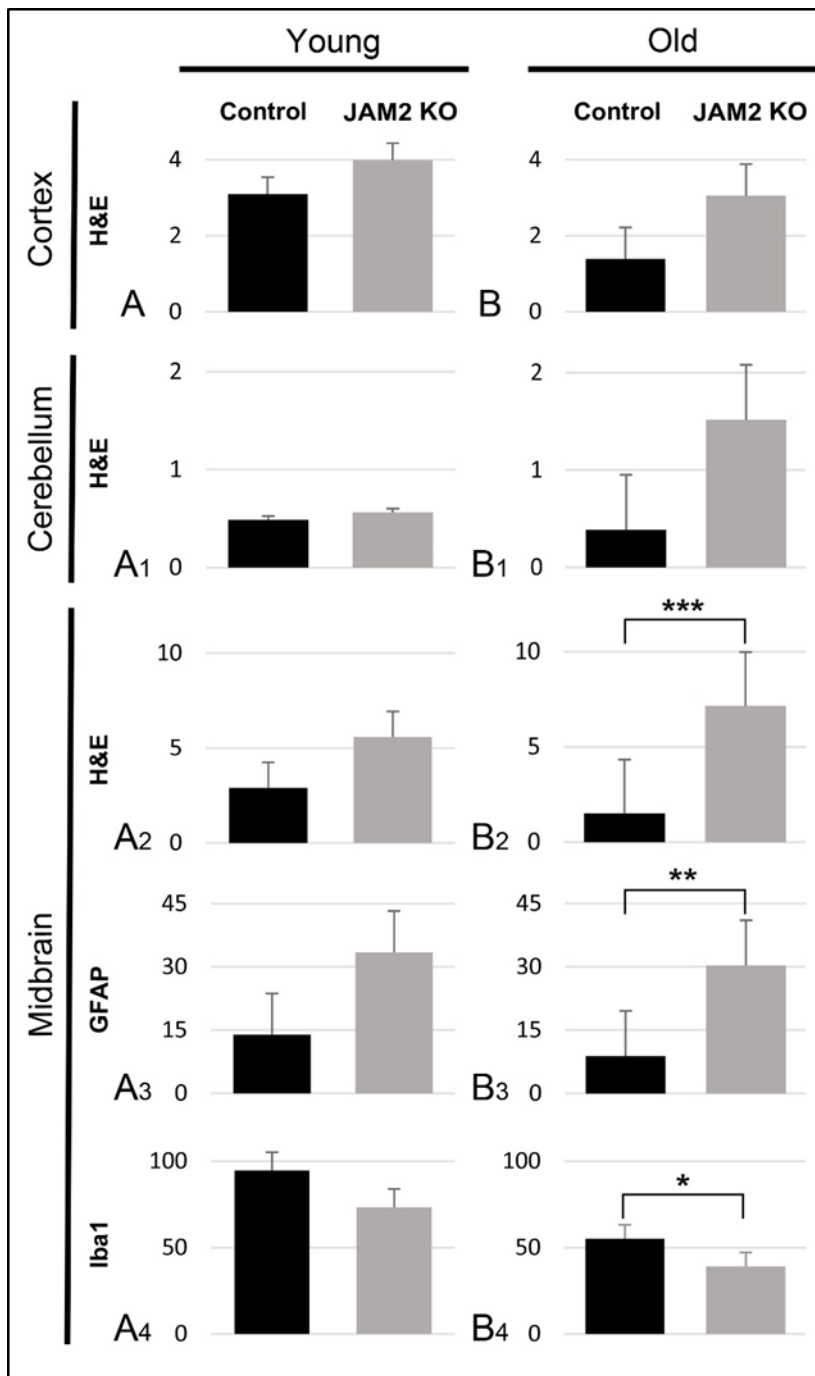 Young Old
Control JAM2 KO Control JAM2 KO
Cortex
H&E
4 4
2 2
0 0
A B
Cerebellum
H&E
2 2
1 1
0 0
A1 B1
Midbrain
H&E
***
10 10
5 5
0 0
A2 B2
GFAP
**
45 45
30 30
15 15
0 0
A3 B3
Iba1
100 100
*
50 50
0 0
A4 B4